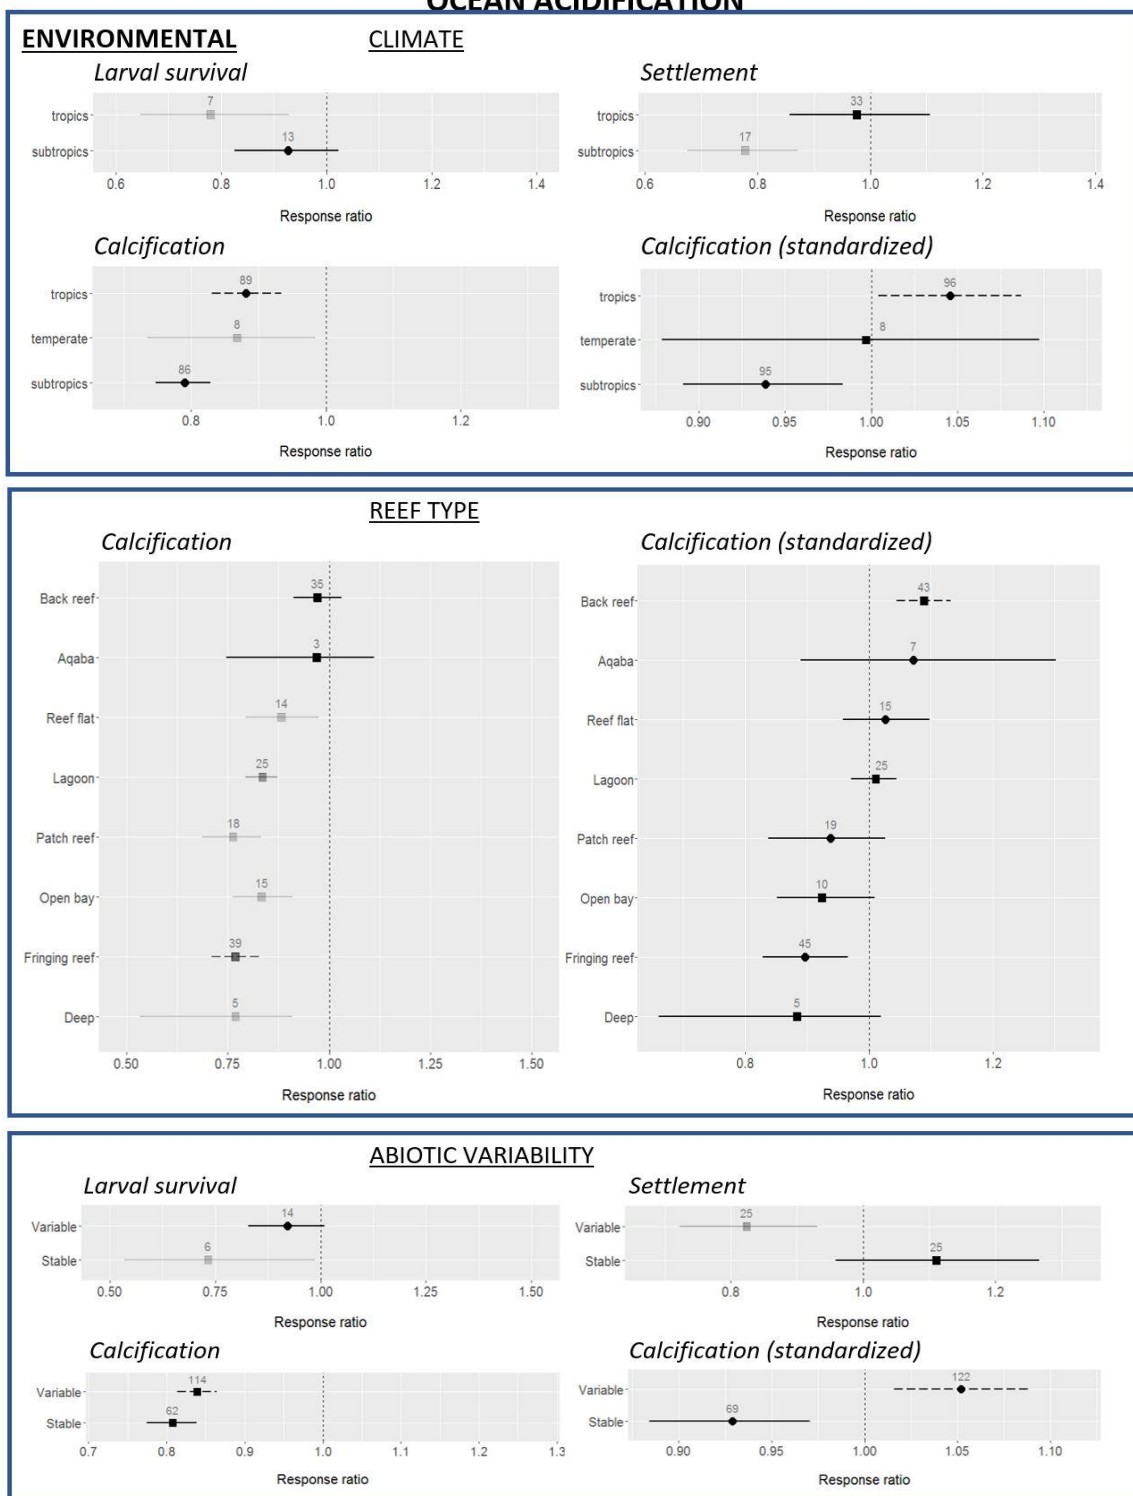 OCEAN ACIDIFICATION
ENVIRONMENTAL CLIMATE
Larval survival
tropics
subtropics
7
13
0.6 0.8 1.0 1.2 1.4
Response ratio
Settlement
tropics
subtropics
33
17
0.6 0.8 1.0 1.2 1.4
Response ratio
Calcification
tropics
temperate
subtropics
89
8
86
0.8 1.0 1.2
Response ratio
Calcification (standardized)
tropics
temperate
subtropics
96
8
95
0.90 0.95 1.00 1.05 1.10
Response ratio
REEF TYPE
Calcification
Back reef
Aqaba
Reef flat
Lagoon
Patch reef
Open bay
Fringing reef
Deep
35
3
14
25
18
15
39
5
0.50 0.75 1.00 1.25 1.50
Response ratio
Calcification (standardized)
Back reef
Aqaba
Reef flat
Lagoon
Patch reef
Open bay
Fringing reef
Deep
43
7
15
25
19
10
45
5
0.8 1.0 1.2
Response ratio
ABIOTIC VARIABILITY
Larval survival
Variable
Stable
14
6
0.50 0.75 1.00 1.25 1.50
Response ratio
Settlement
Variable
Stable
25
25
0.8 1.0 1.2
Response ratio
Calcification
Variable
Stable
114
62
0.7 0.8 0.9 1.0 1.1 1.2 1.3
Response ratio
Calcification (standardized)
Variable
Stable
122
69
0.90 0.95 1.00 1.05 1.10
Response ratio